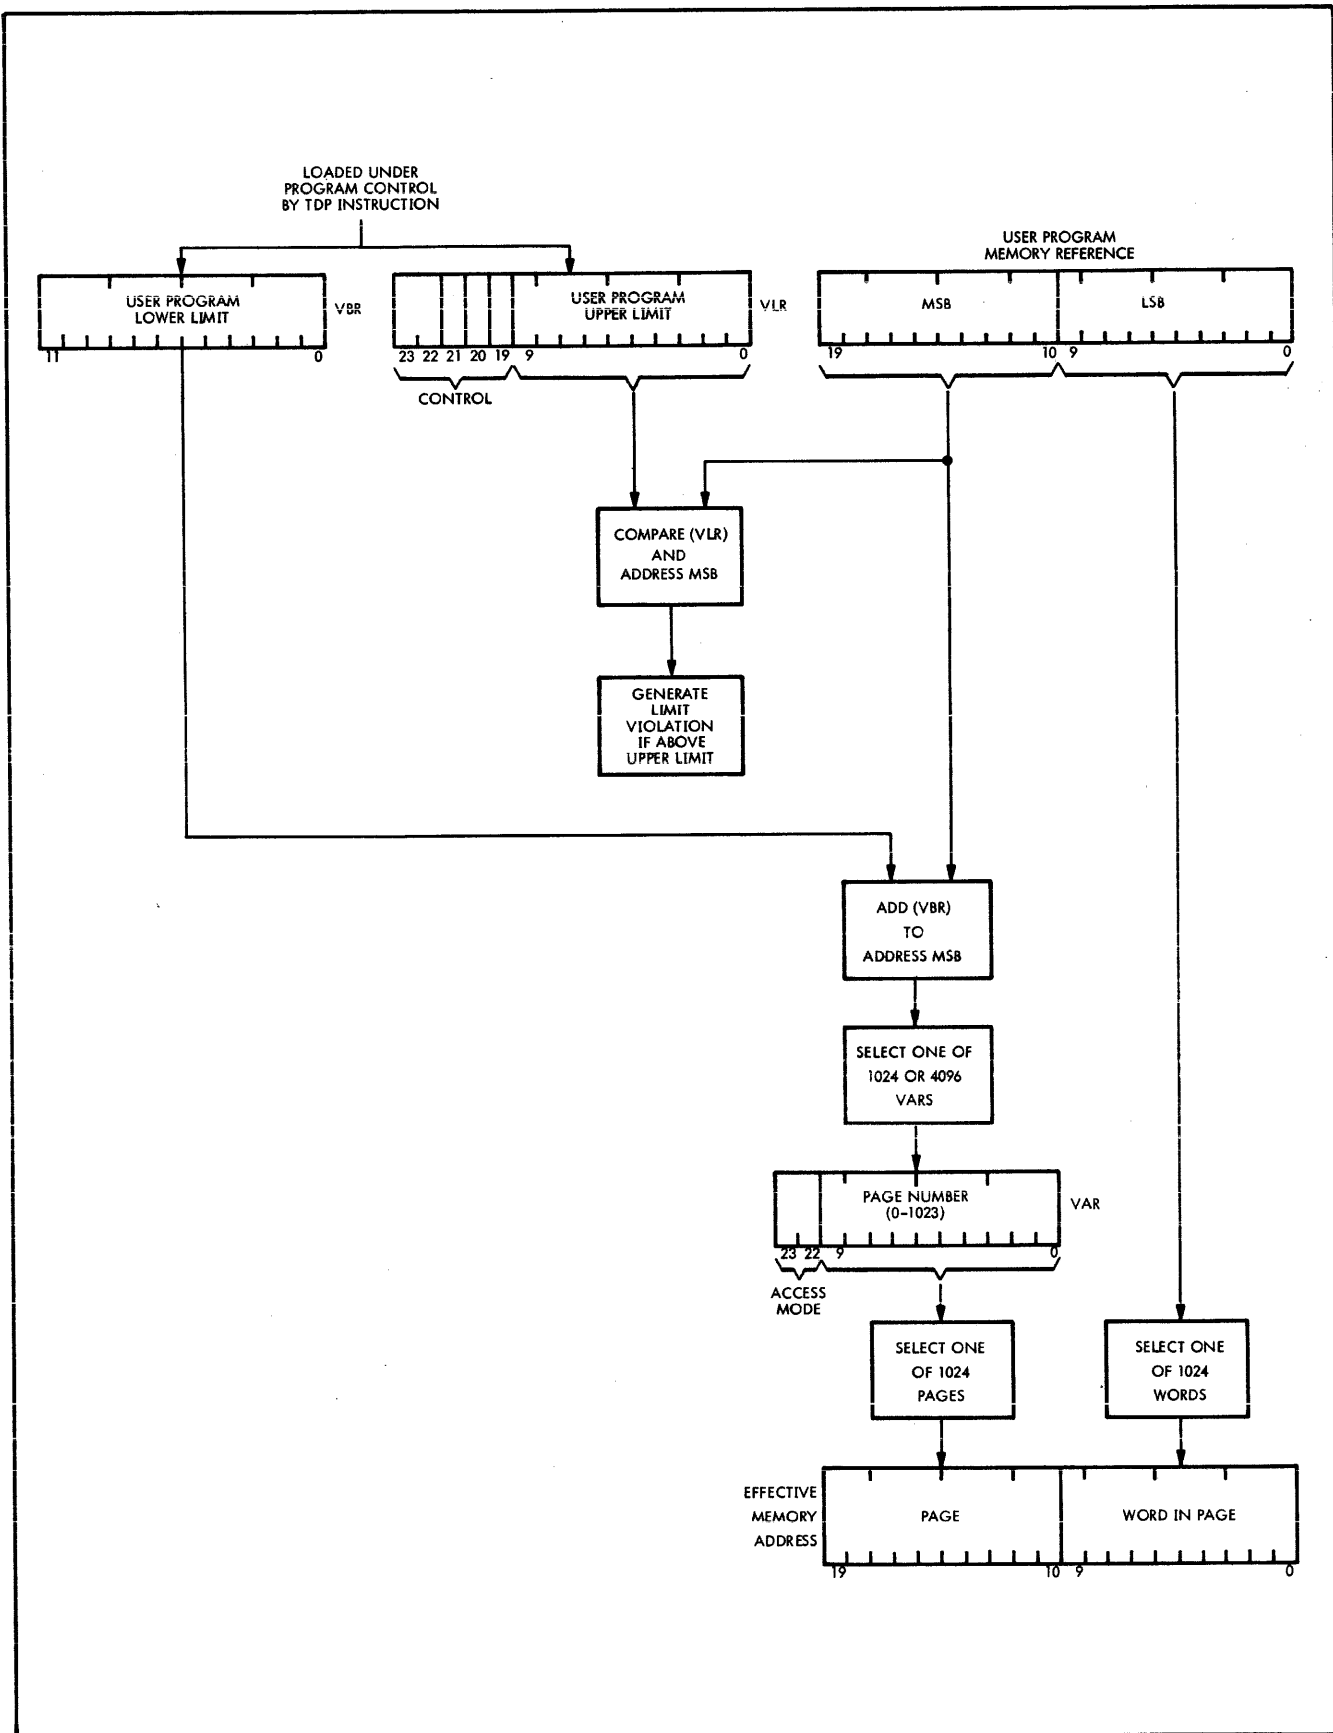 LOADED UNDER
PROGRAM CONTROL
BY TDP INSTRUCTION
USER PROGRAM
LOWER LIMIT
VBR
11 0
USER PROGRAM
UPPER LIMIT
VLR
23 22 21 20 19 9 0
CONTROL
USER PROGRAM
MEMORY REFERENCE
MSB LSB
19 10 9 0
COMPARE (VLR)
AND
ADDRESS MSB
GENERATE
LIMIT
VIOLATION
IF ABOVE
UPPER LIMIT
ADD (VBR)
TO
ADDRESS MSB
SELECT ONE OF
1024 OR 4096
VARS
PAGE NUMBER
(0-1023)
VAR
23 22 9 0
ACCESS
MODE
SELECT ONE
OF 1024
PAGES
SELECT ONE
OF 1024
WORDS
EFFECTIVE
MEMORY
ADDRESS
PAGE WORD IN PAGE
19 10 9 0